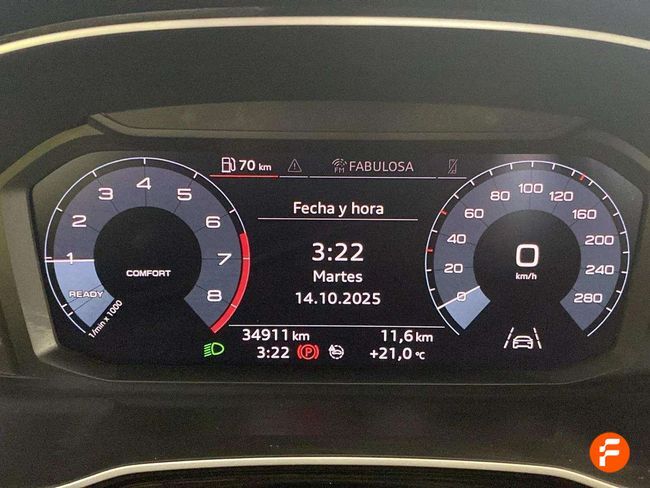 70 km
FM FABULOSA
Fecha y hora
3:22
Martes
14.10.2025
34911 km 11,6 km
3:22 P +21,0 °C
1 2 3 4 5 6 7 8
COMFORT
READY
1/min x 1000
0 20 40 60 80 100 120 160 200 240 280
0
km/h